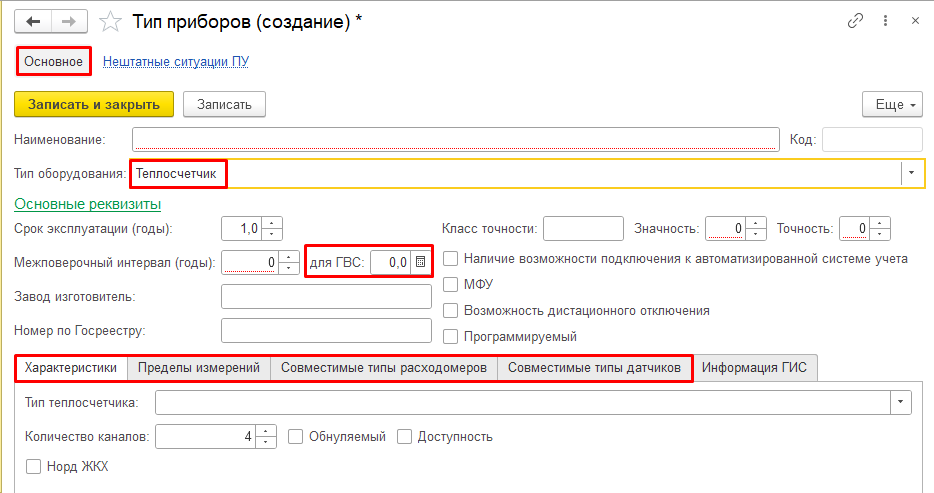 Тип приборов (создание) *
Основное Нештатные ситуации ПУ
Записать и закрыть Записать Еще
Наименование: Код:
Тип оборудования: Теплосчетчик
Основные реквизиты
Срок эксплуатации (годы): 1,0 Класс точности: Значность: 0 Точность: 0
Межповерочный интервал (годы): 0 для ГВС: 0,0 Наличие возможности подключения к автоматизированной системе учета
МФУ
Завод изготовитель:
Возможность дистационного отключения
Номер по Госреестру:
Программируемый
Характеристики Пределы измерений Совместимые типы расходомеров Совместимые типы датчиков Информация ГИС
Тип теплосчетчика:
Количество каналов: 4 Обнуляемый Доступность
Норд ЖКХ